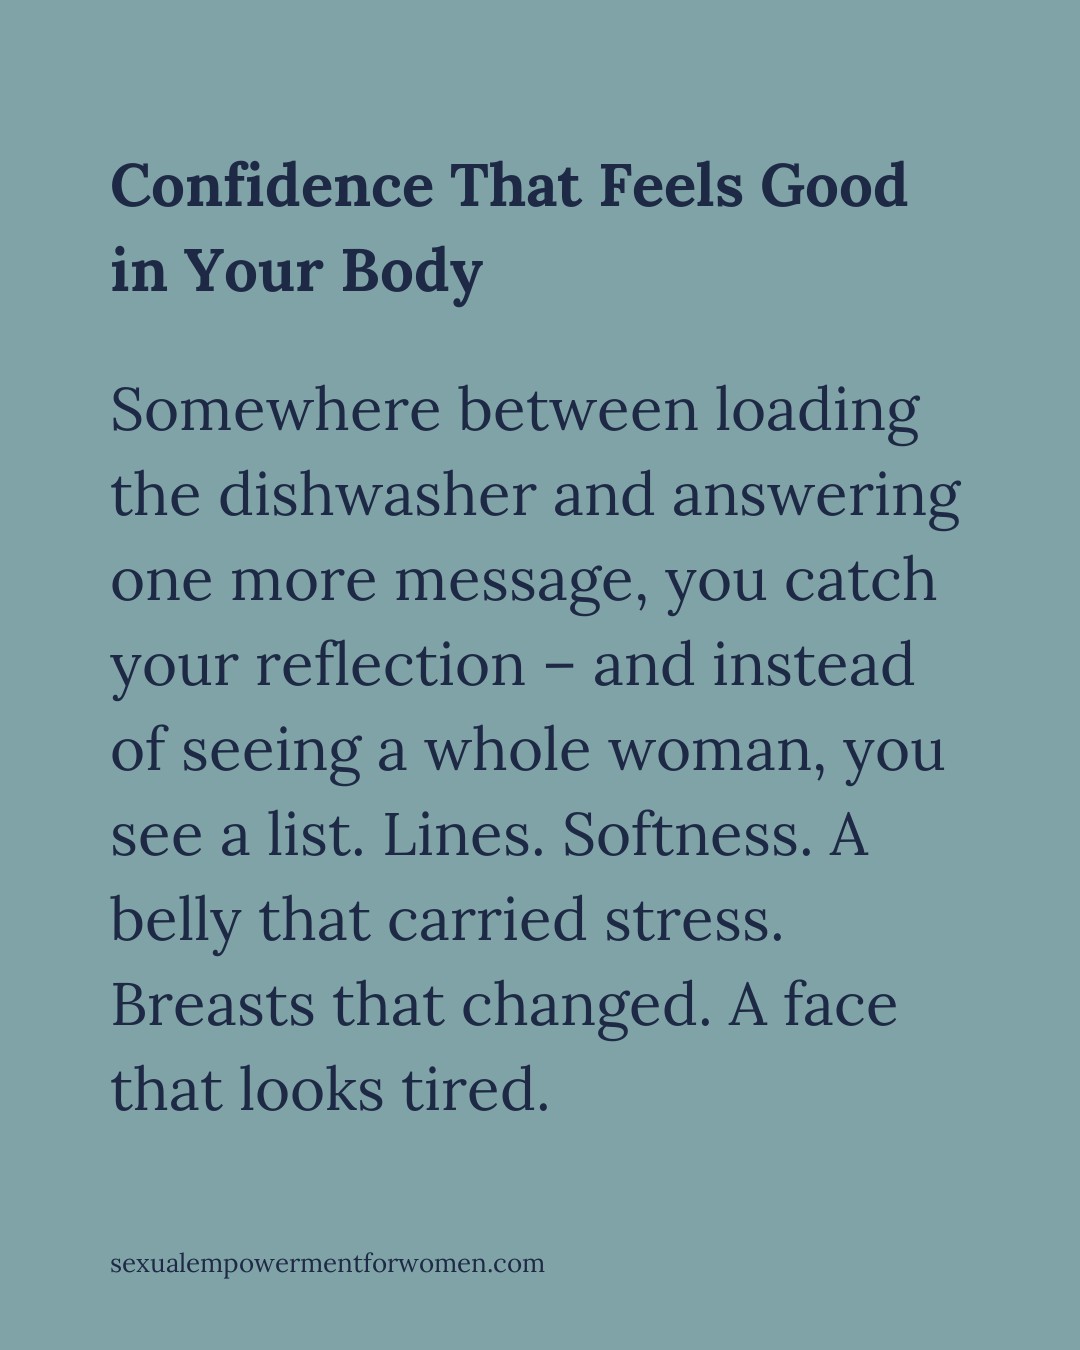 Confidence That Feels Good
in Your Body
Somewhere between loading
the dishwasher and answering
one more message, you catch
your reflection – and instead
of seeing a whole woman, you
see a list. Lines. Softness. A
belly that carried stress.
Breasts that changed. A face
that looks tired.
sexualempowermentforwomen.com